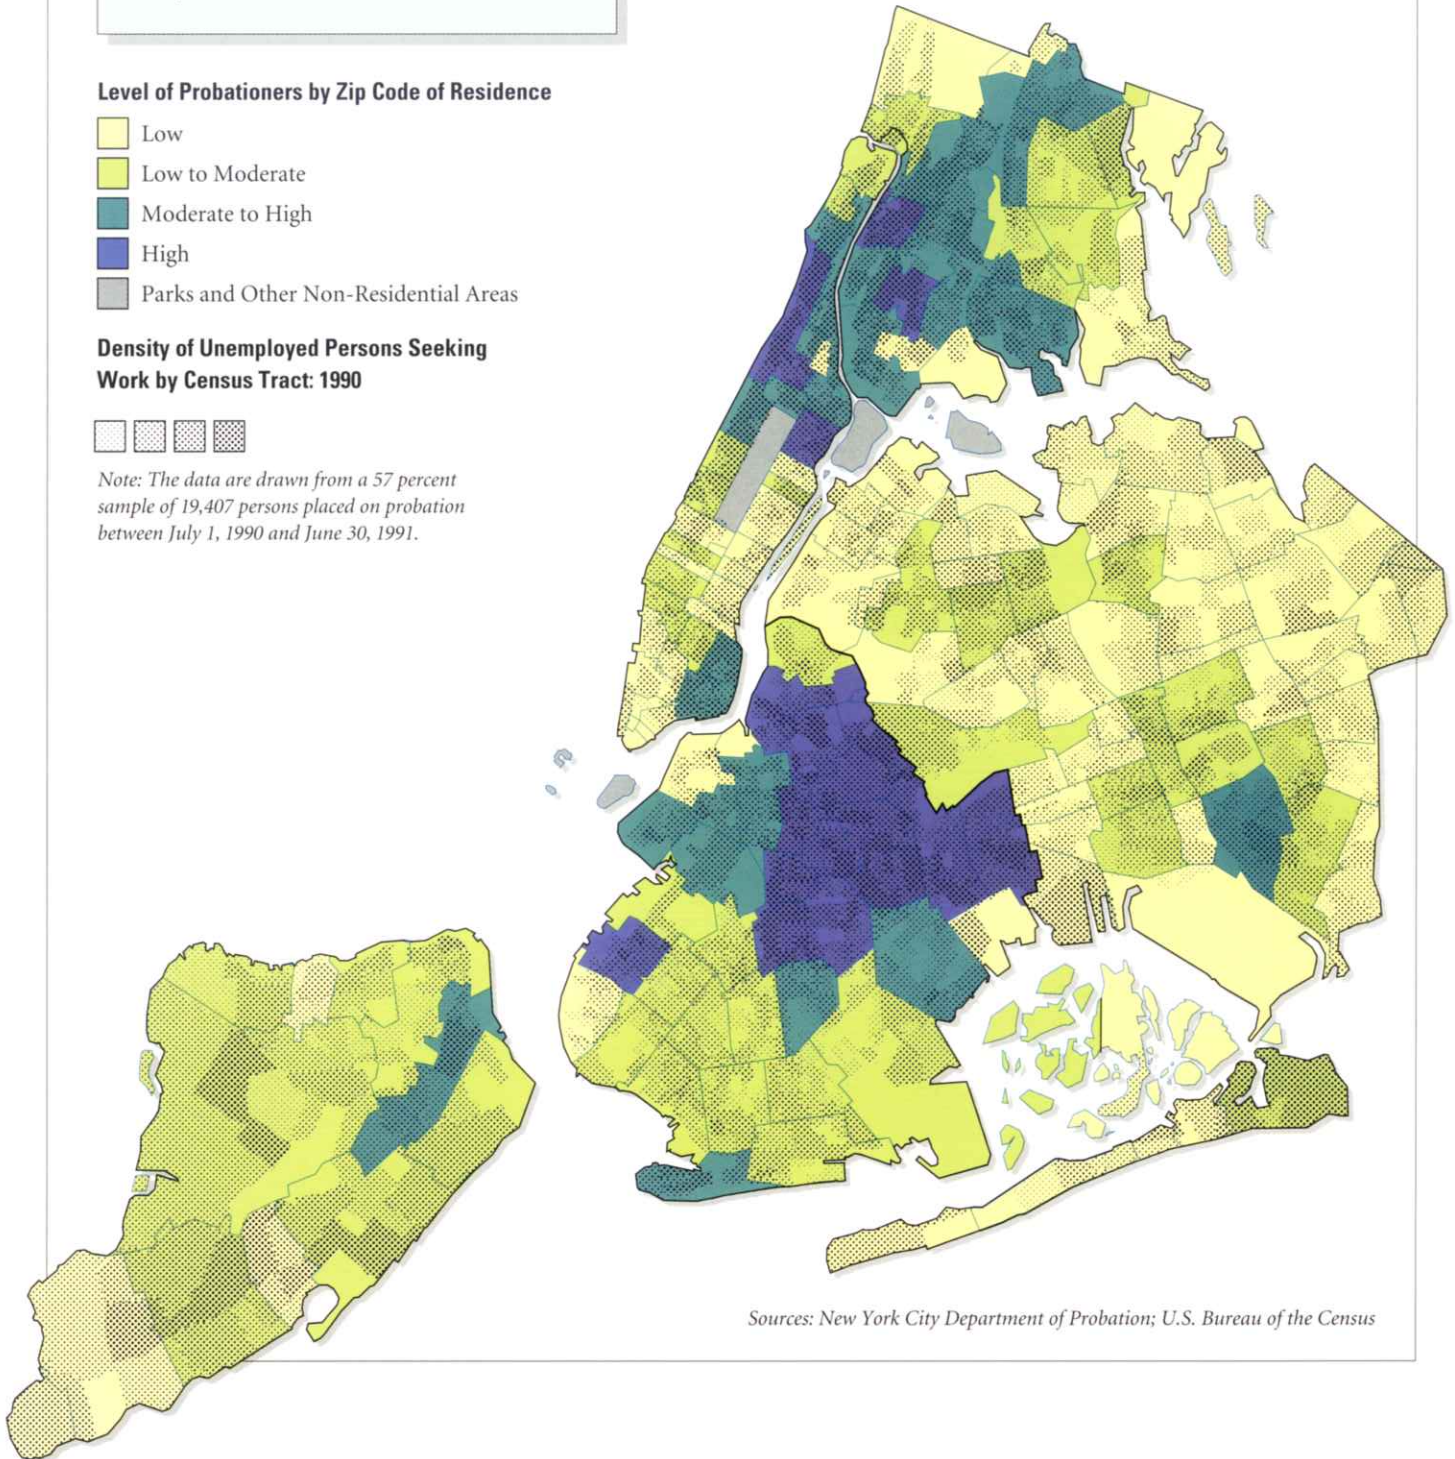 Level of Probationers by Zip Code of Residence
Low
Low to Moderate
Moderate to High
High
Parks and Other Non-Residential Areas
Density of Unemployed Persons Seeking
Work by Census Tract: 1990
Note: The data are drawn from a 57 percent
sample of 19,407 persons placed on probation
between July 1, 1990 and June 30, 1991.
Sources: New York City Department of Probation; U.S. Bureau of the Census